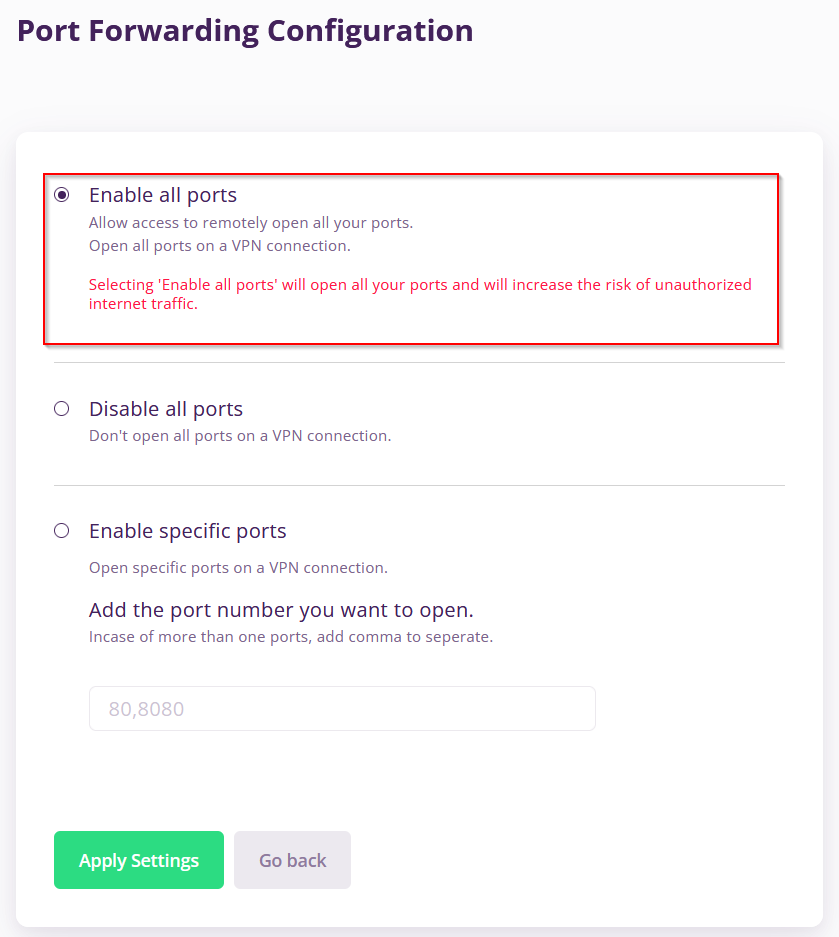 Port Forwarding Configuration
Enable all ports
Allow access to remotely open all your ports.
Open all ports on a VPN connection.
Selecting 'Enable all ports' will open all your ports and will increase the risk of unauthorized
internet traffic.
Disable all ports
Don't open all ports on a VPN connection.
Enable specific ports
Open specific ports on a VPN connection.
Add the port number you want to open.
Incase of more than one ports, add comma to seperate.
80,8080
Apply Settings
Go back